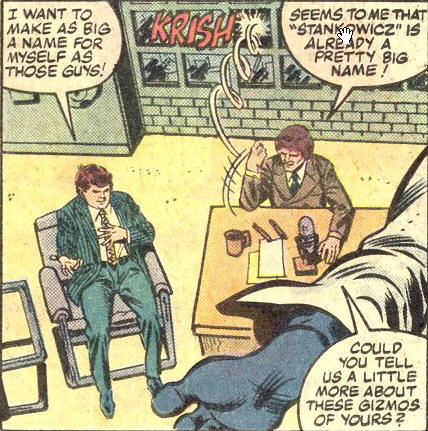 I WANT TO
MAKE AS BIG
A NAME FOR
MYSELF AS
THOSE GUYS!
KRISH
SEEMS TO ME THAT
"STANKOWICZ" IS
ALREADY A
PRETTY BIG
NAME!
COULD
YOU TELL
US A LITTLE
MORE ABOUT
THESE GIZMOS
OF YOURS?